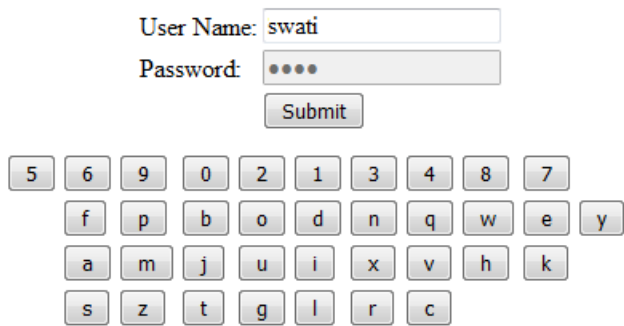 User Name: swati
Password: ••••
Submit
5 6 9 0 2 1 3 4 8 7
f p b o d n q w e y
a m j u i x v h k
s z t g l r c